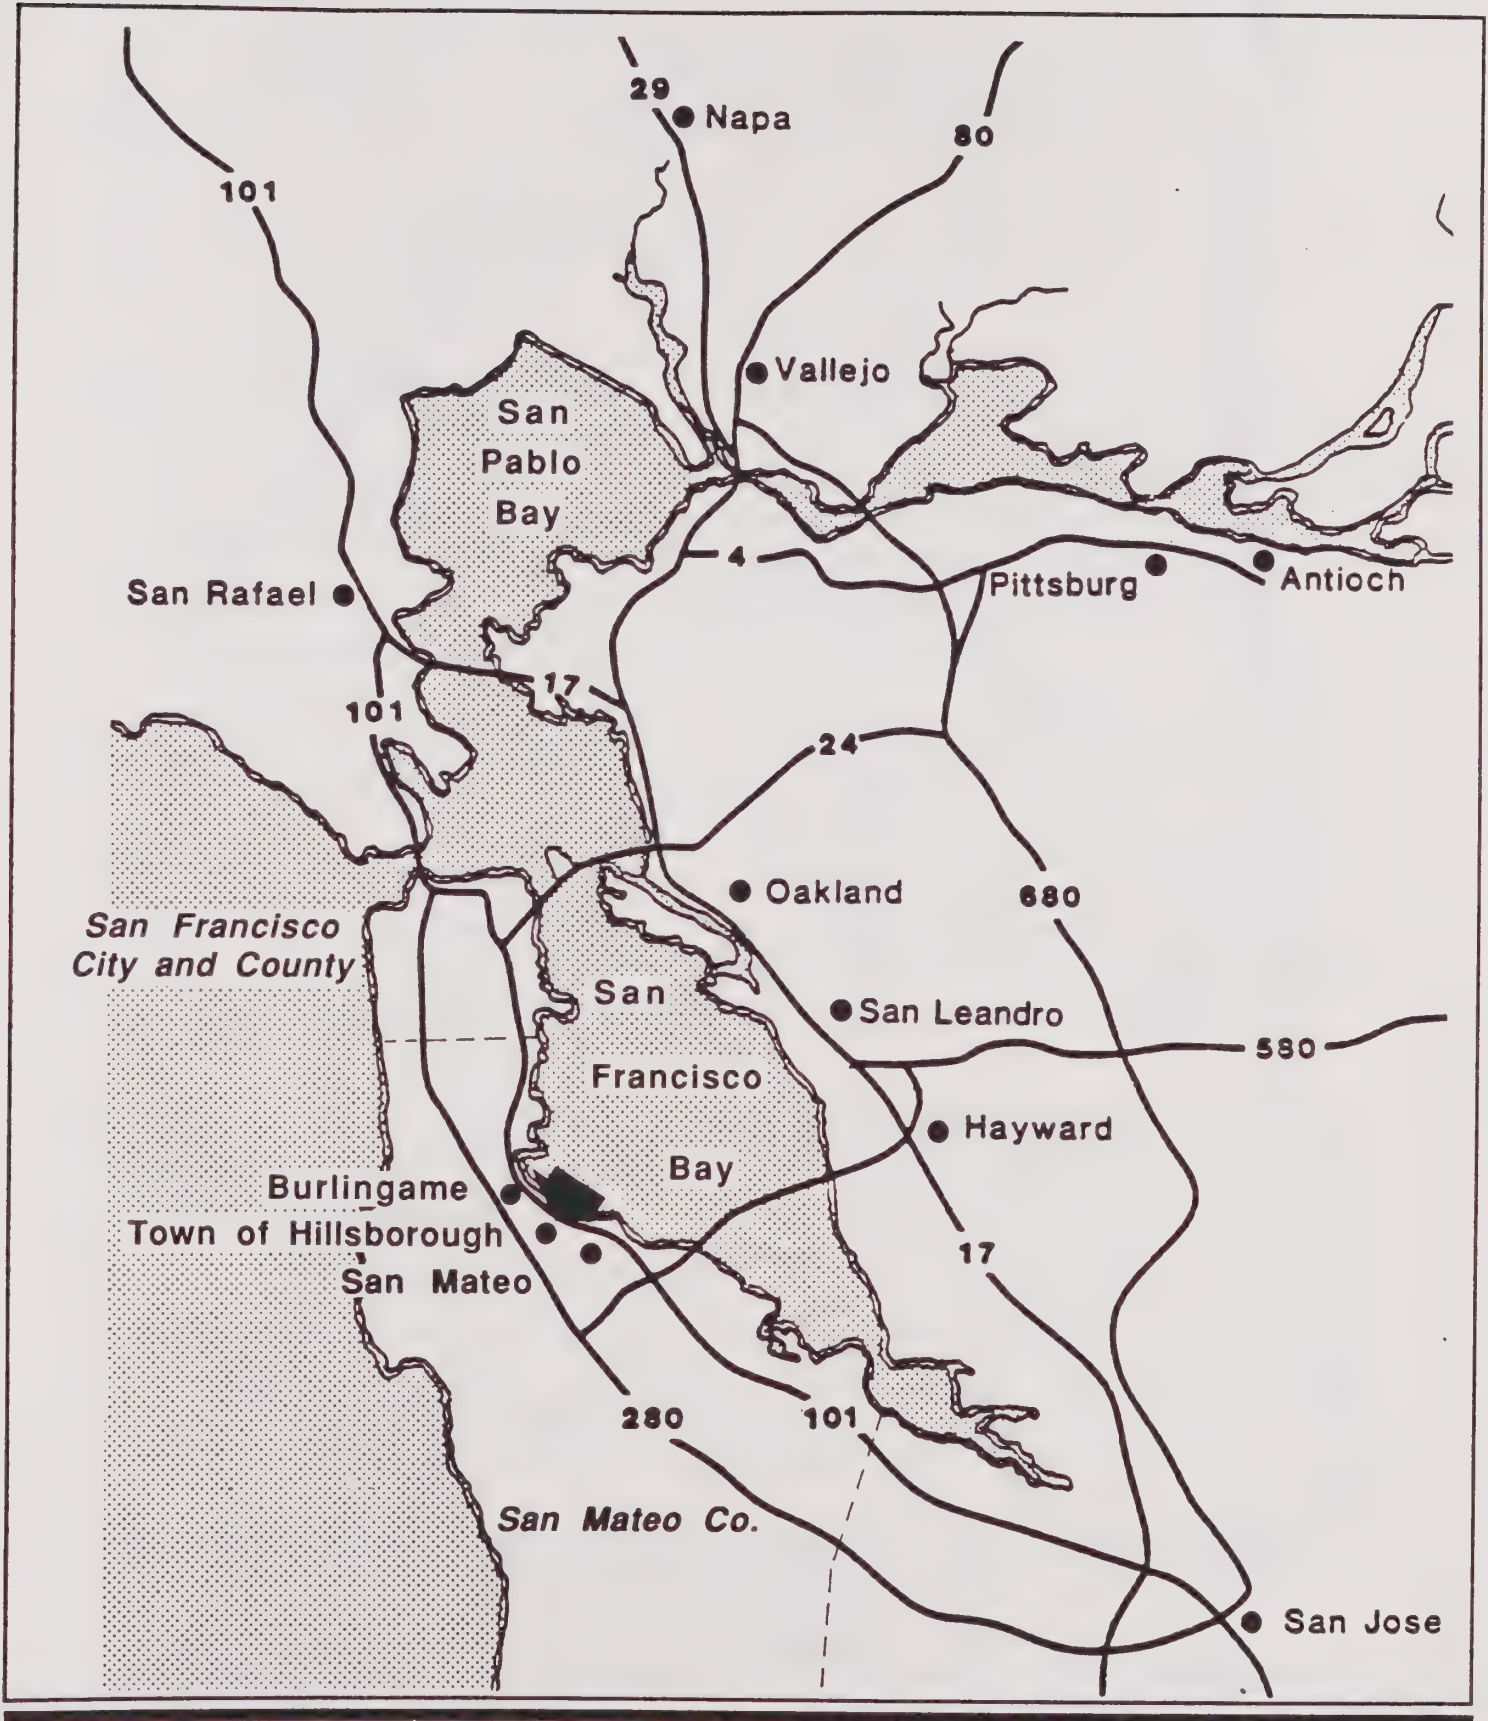 29
Napa
80
101
Vallejo
San
Pablo
Bay
4
San Rafael
Pittsburg
Antioch
17
101
24
Oakland
680
San Francisco
City and County
San
San Leandro
580
Francisco
Hayward
Bay
Burlingame
Town of Hillsborough
17
San Mateo
280
101
San Mateo Co.
San Jose